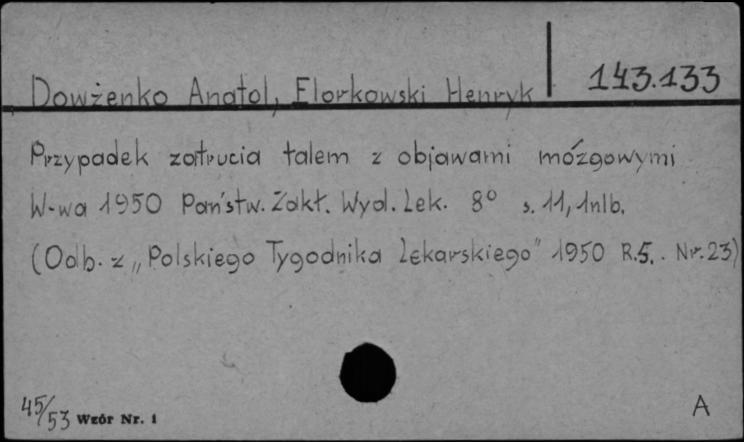 Dowżenko Anatol, Florkowski Henryk
143.133
Przypadek zatrucia talem z objawami mózgowymi
W-wa 1950 Państw. Zakł. Wyd. Lek. 8° s. 11, 1nlb.
(Odb. z „Polskiego Tygodnika Lekarskiego" 1950 R.5. Nr. 23)
45/53 Wzór Nr. 1
A